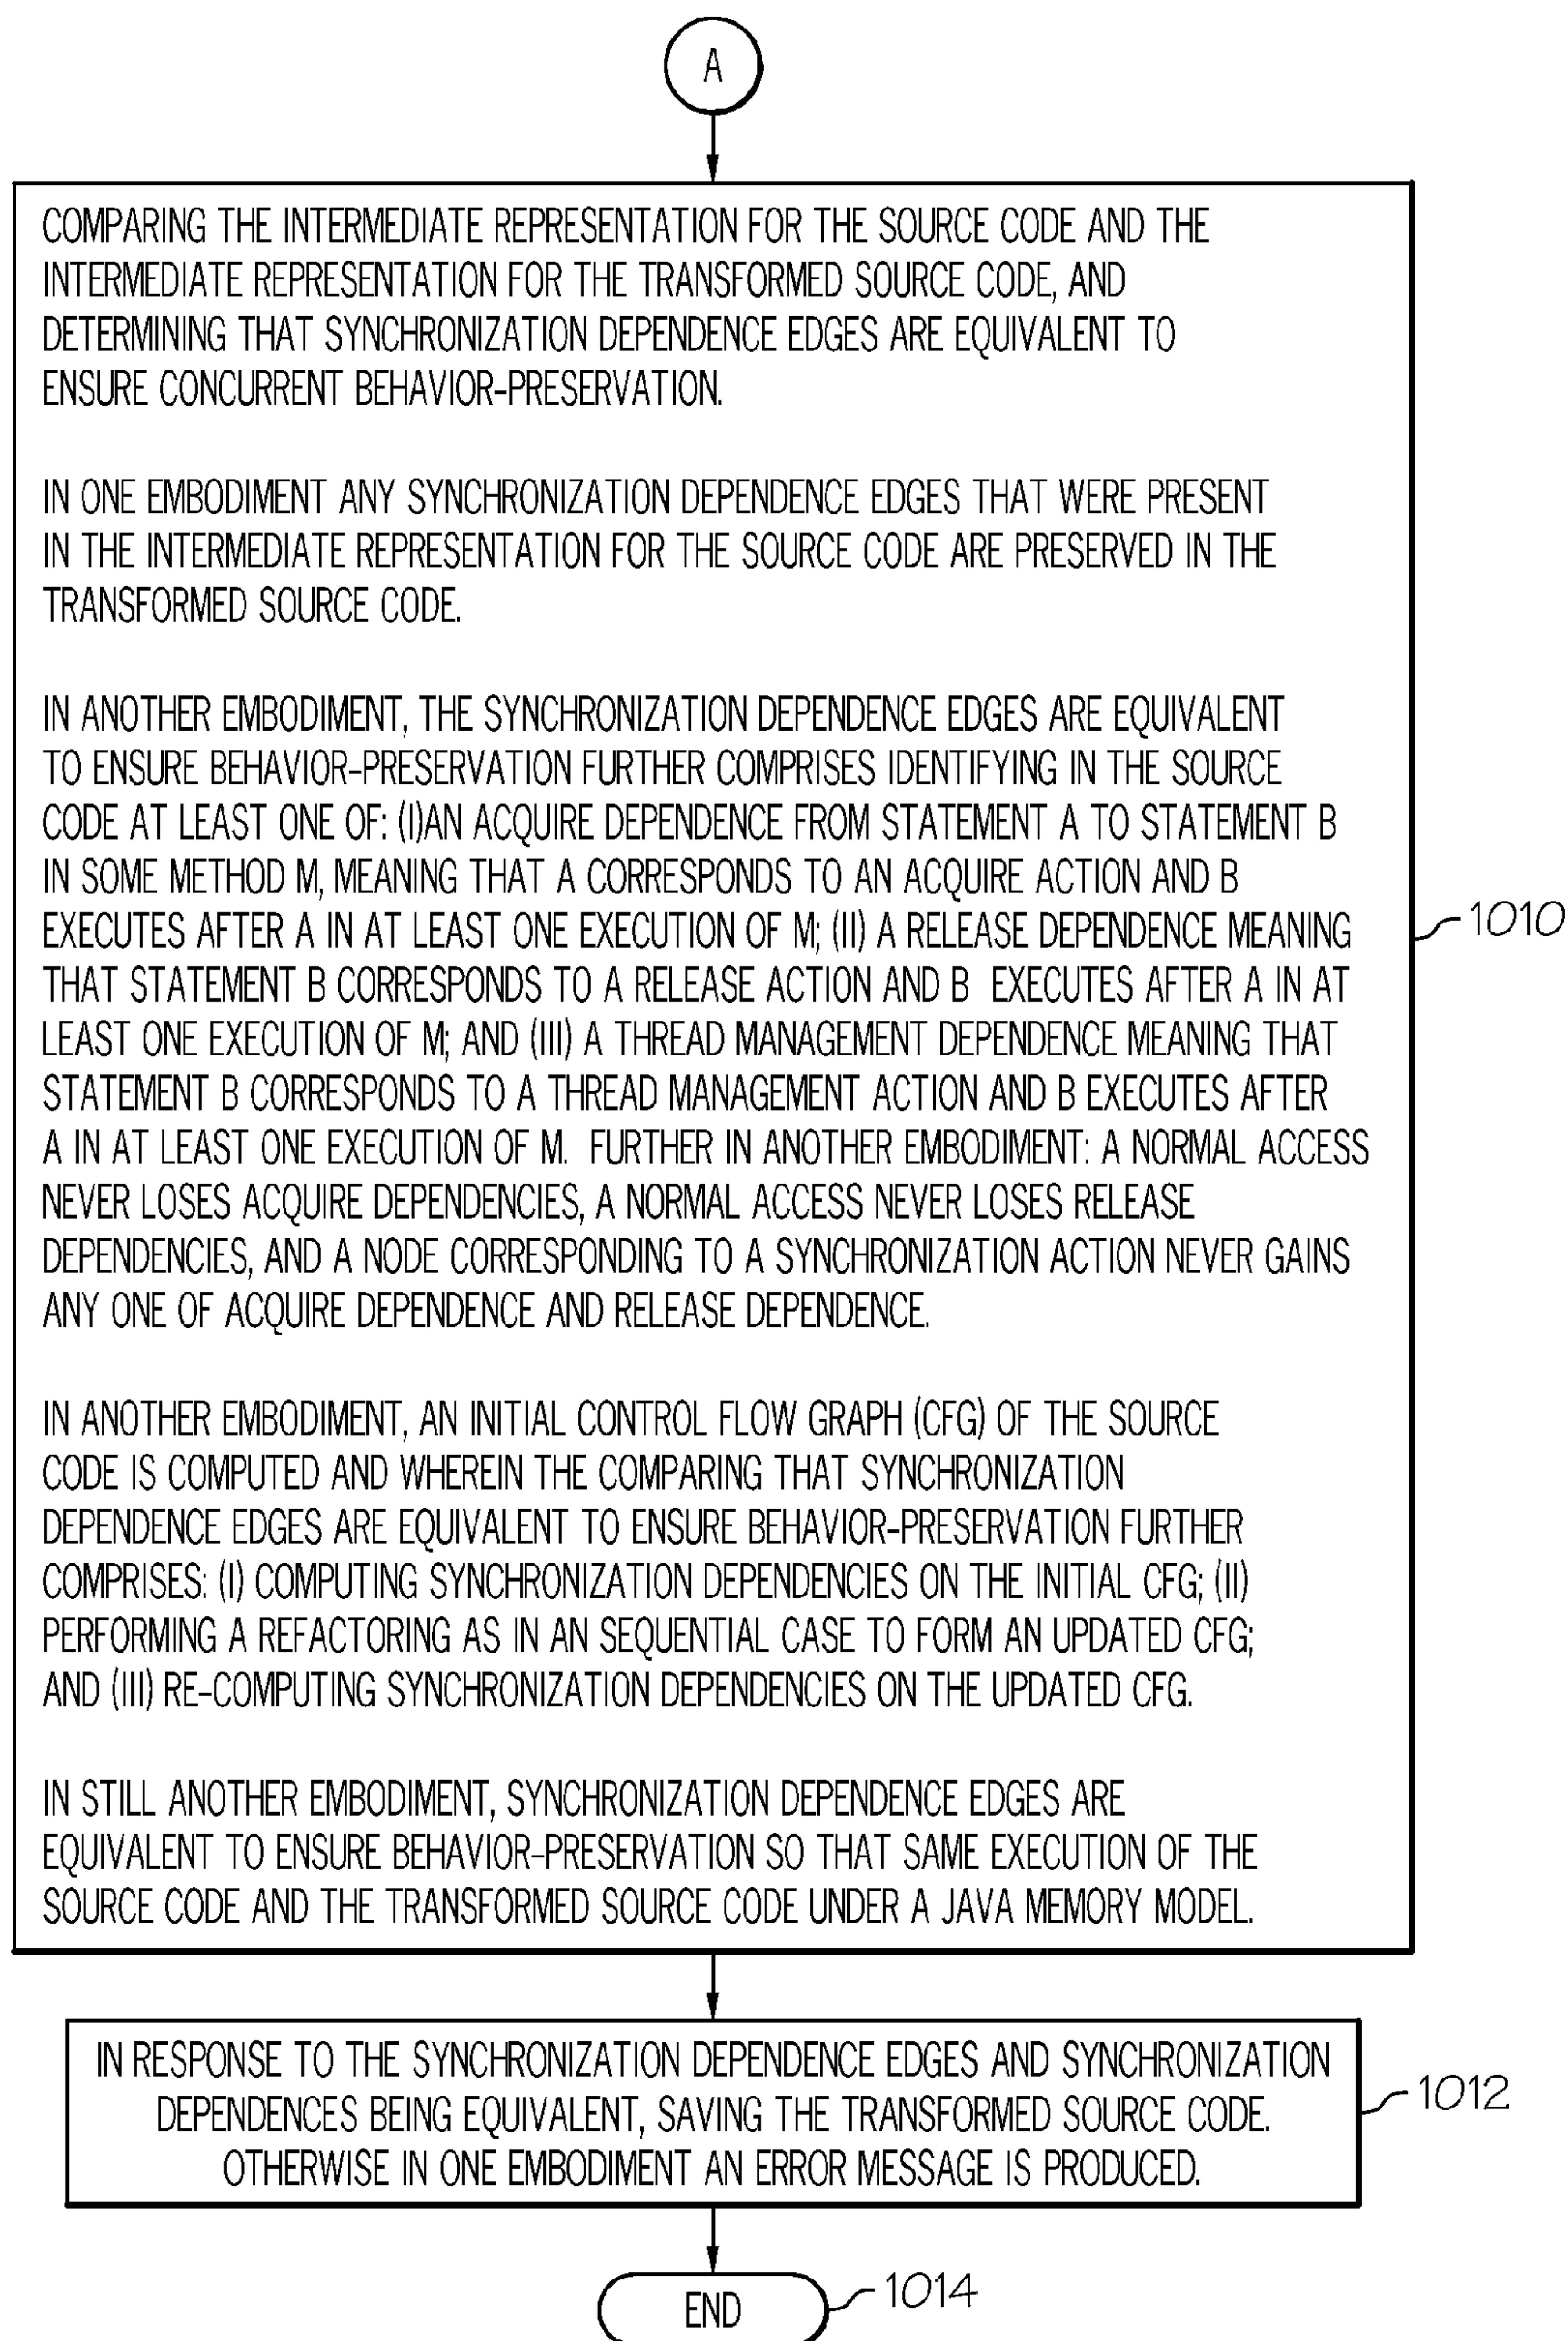 A
COMPARING THE INTERMEDIATE REPRESENTATION FOR THE SOURCE CODE AND THE
INTERMEDIATE REPRESENTATION FOR THE TRANSFORMED SOURCE CODE, AND
DETERMINING THAT SYNCHRONIZATION DEPENDENCE EDGES ARE EQUIVALENT TO
ENSURE CONCURRENT BEHAVIOR-PRESERVATION.
IN ONE EMBODIMENT ANY SYNCHRONIZATION DEPENDENCE EDGES THAT WERE PRESENT
IN THE INTERMEDIATE REPRESENTATION FOR THE SOURCE CODE ARE PRESERVED IN THE
TRANSFORMED SOURCE CODE.
IN ANOTHER EMBODIMENT, THE SYNCHRONIZATION DEPENDENCE EDGES ARE EQUIVALENT
TO ENSURE BEHAVIOR-PRESERVATION FURTHER COMPRISES IDENTIFYING IN THE SOURCE
CODE AT LEAST ONE OF: (I)AN ACQUIRE DEPENDENCE FROM STATEMENT A TO STATEMENT B
IN SOME METHOD M, MEANING THAT A CORRESPONDS TO AN ACQUIRE ACTION AND B
EXECUTES AFTER A IN AT LEAST ONE EXECUTION OF M; (II) A RELEASE DEPENDENCE MEANING
THAT STATEMENT B CORRESPONDS TO A RELEASE ACTION AND B EXECUTES AFTER A IN AT
LEAST ONE EXECUTION OF M; AND (III) A THREAD MANAGEMENT DEPENDENCE MEANING THAT
STATEMENT B CORRESPONDS TO A THREAD MANAGEMENT ACTION AND B EXECUTES AFTER
A IN AT LEAST ONE EXECUTION OF M. FURTHER IN ANOTHER EMBODIMENT: A NORMAL ACCESS
NEVER LOSES ACQUIRE DEPENDENCIES, A NORMAL ACCESS NEVER LOSES RELEASE
DEPENDENCIES, AND A NODE CORRESPONDING TO A SYNCHRONIZATION ACTION NEVER GAINS
ANY ONE OF ACQUIRE DEPENDENCE AND RELEASE DEPENDENCE.
IN ANOTHER EMBODIMENT, AN INITIAL CONTROL FLOW GRAPH (CFG) OF THE SOURCE
CODE IS COMPUTED AND WHEREIN THE COMPARING THAT SYNCHRONIZATION
DEPENDENCE EDGES ARE EQUIVALENT TO ENSURE BEHAVIOR-PRESERVATION FURTHER
COMPRISES: (I) COMPUTING SYNCHRONIZATION DEPENDENCIES ON THE INITIAL CFG; (II)
PERFORMING A REFACTORING AS IN AN SEQUENTIAL CASE TO FORM AN UPDATED CFG;
AND (III) RE-COMPUTING SYNCHRONIZATION DEPENDENCIES ON THE UPDATED CFG.
IN STILL ANOTHER EMBODIMENT, SYNCHRONIZATION DEPENDENCE EDGES ARE
EQUIVALENT TO ENSURE BEHAVIOR-PRESERVATION SO THAT SAME EXECUTION OF THE
SOURCE CODE AND THE TRANSFORMED SOURCE CODE UNDER A JAVA MEMORY MODEL.
1010
IN RESPONSE TO THE SYNCHRONIZATION DEPENDENCE EDGES AND SYNCHRONIZATION
DEPENDENCES BEING EQUIVALENT, SAVING THE TRANSFORMED SOURCE CODE.
OTHERWISE IN ONE EMBODIMENT AN ERROR MESSAGE IS PRODUCED.
1012
END
1014